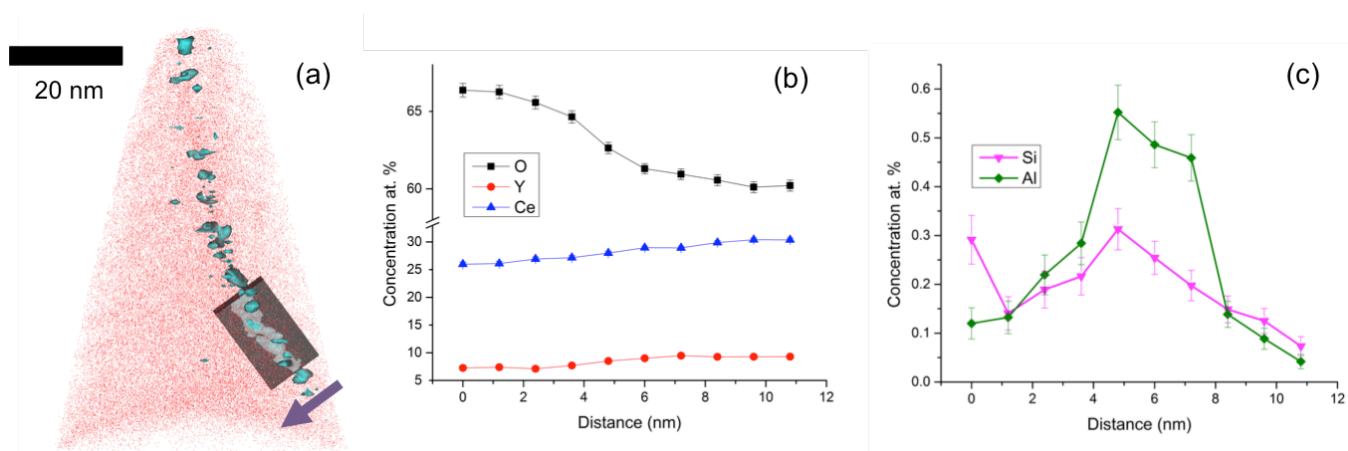 (a)
20 nm
(b)
Concentration at. %
65
60
30
25
10
5
O
Y
Ce
0 2 4 6 8 10 12
Distance (nm)
(c)
Concentration at. %
0.6
0.5
0.4
0.3
0.2
0.1
0.0
Si
Al
0 2 4 6 8 10 12
Distance (nm)